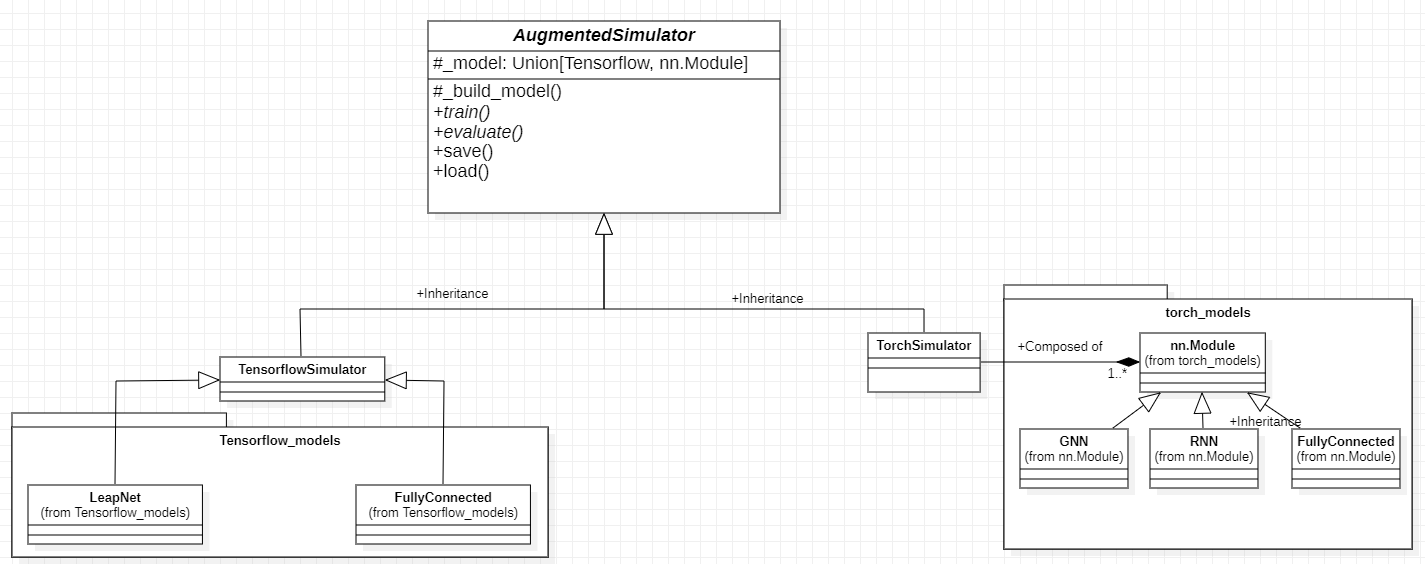 AugmentedSimulator
#_model: Union[Tensorflow, nn.Module]
#_build_model()
+train()
+evaluate()
+save()
+load()
+Inheritance
+Inheritance
TensorflowSimulator
TorchSimulator
+Composed of
1..*
torch_models
nn.Module
(from torch_models)
+Inheritance
GNN
(from nn.Module)
RNN
(from nn.Module)
FullyConnected
(from nn.Module)
Tensorflow_models
LeapNet
(from Tensorflow_models)
FullyConnected
(from Tensorflow_models)